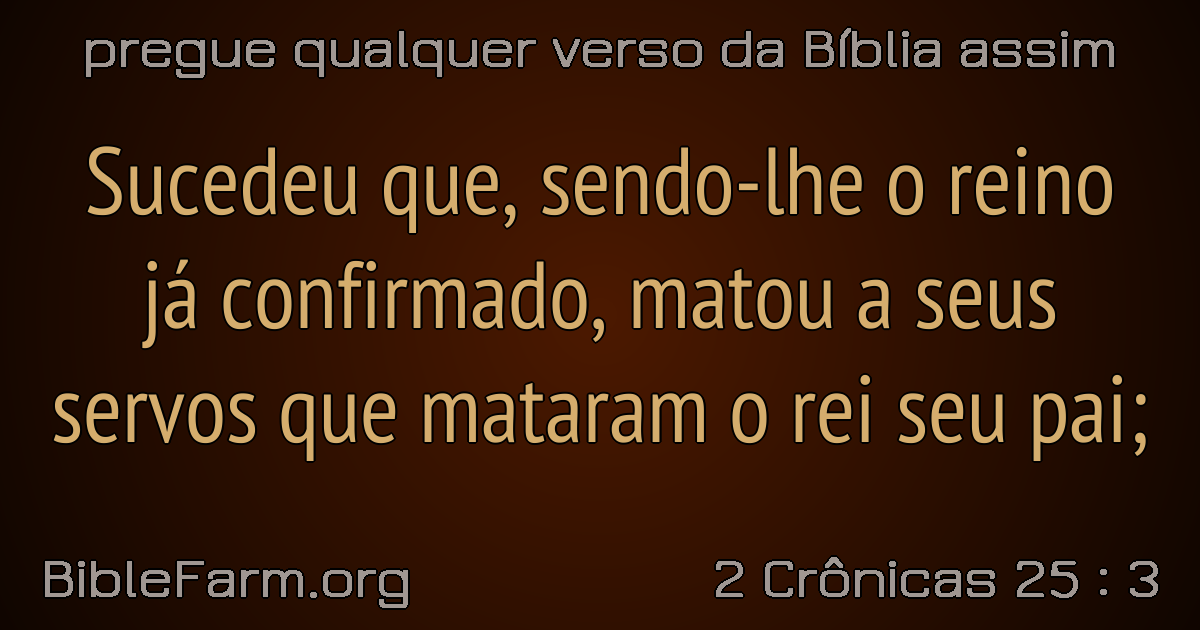 pregue qualquer verso da Bíblia assim
Sucedeu que, sendo-lhe o reino
já confirmado, matou a seus
servos que mataram o rei seu pai;
BibleFarm.org
2 Crônicas 25 : 3